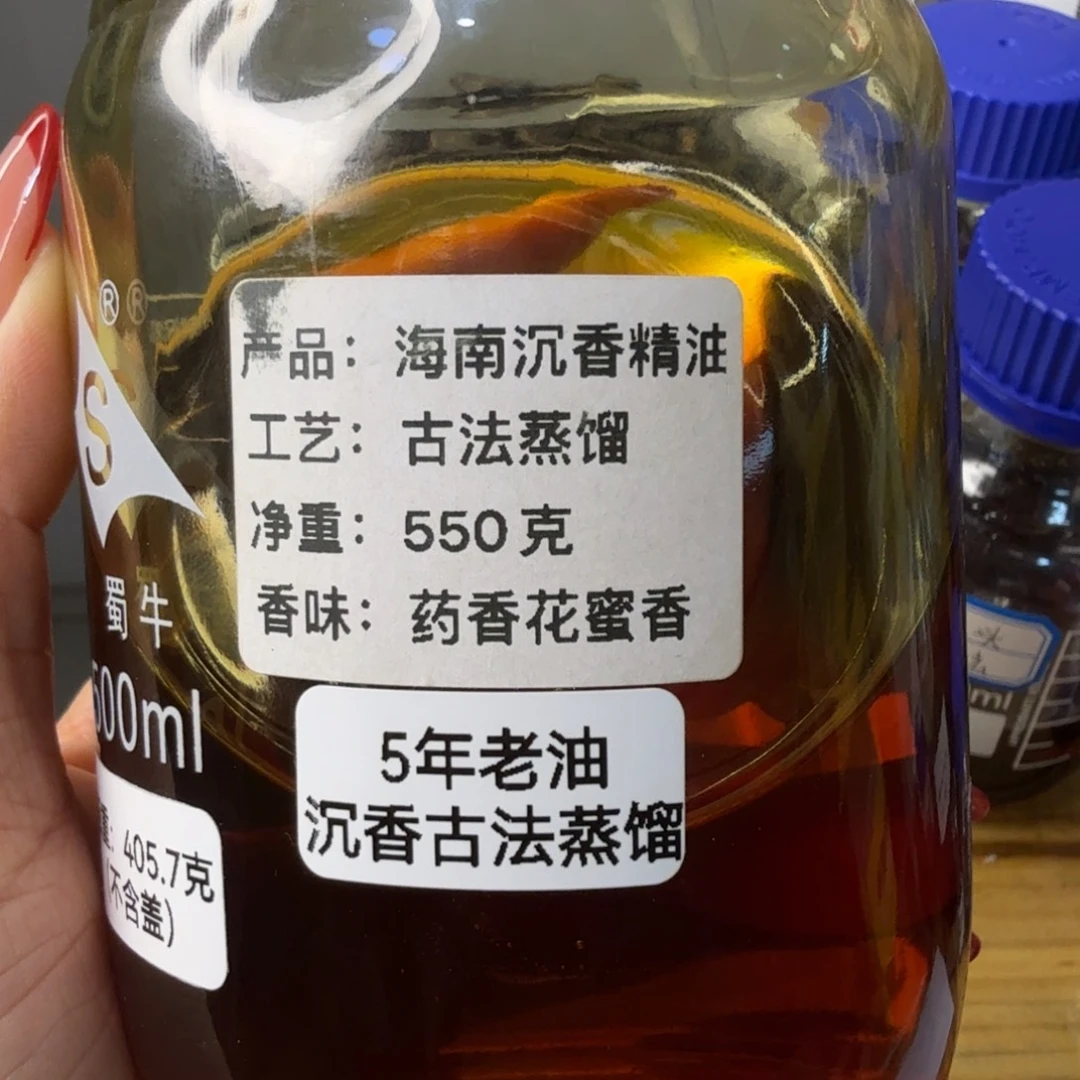 产品：海南沉香精油
工艺：古法蒸馏
净重：550克
香味：药香花蜜香
5年老油
沉香古法蒸馏
® ®
S
蜀牛
500ml
重：405.7克
(不含盖)
ml